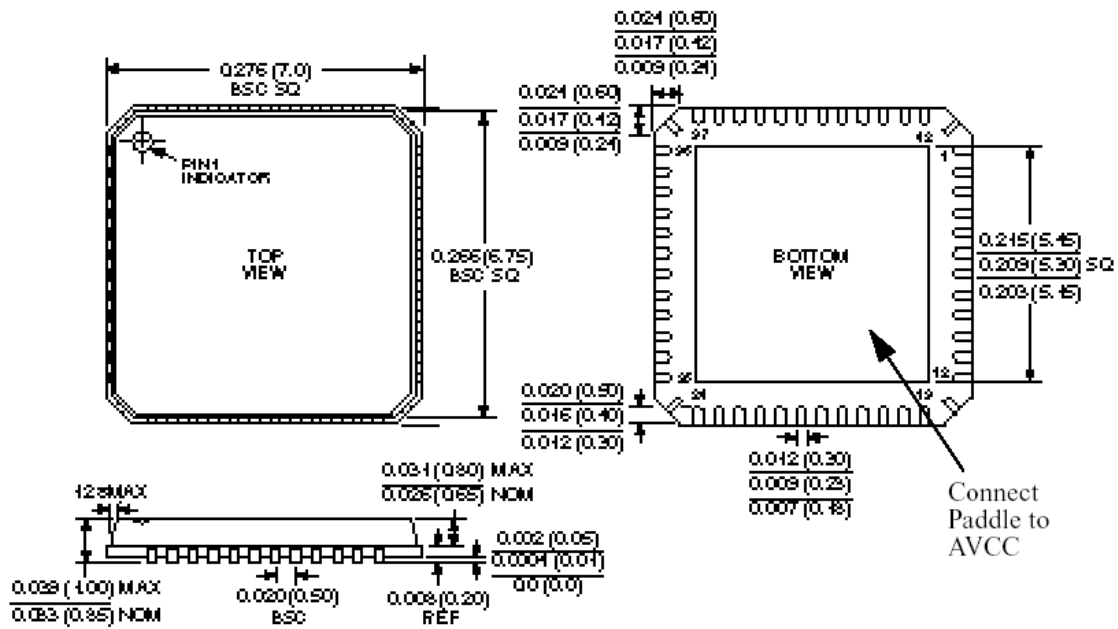 0.276 (7.0)
BSC SQ
PIN 1
INDICATOR
TOP
VIEW
0.266 (6.75)
BSC SQ
0.024 (0.60)
0.017 (0.42)
0.009 (0.24)
0.024 (0.60)
0.017 (0.42)
0.009 (0.24)
37
42
36
1
BOTTOM
VIEW
0.215 (5.45)
0.209 (5.30) SQ
0.203 (5.15)
12
24
13
0.020 (0.50)
0.016 (0.40)
0.012 (0.30)
0.012 (0.30)
0.009 (0.23)
0.007 (0.18)
Connect
Paddle to
AVCC
0.031 (0.80) MAX
0.026 (0.65) NOM
0.002 (0.05)
0.0004 (0.01)
0.0 (0.0)
0.039 (1.00) MAX
0.033 (0.85) NOM
0.020 (0.50)
BSC
0.008 (0.20)
REF